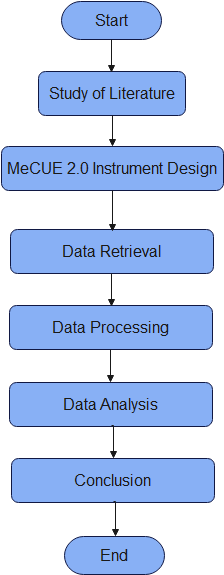 Start
Study of Literature
MeCUE 2.0 Instrument Design
Data Retrieval
Data Processing
Data Analysis
Conclusion
End